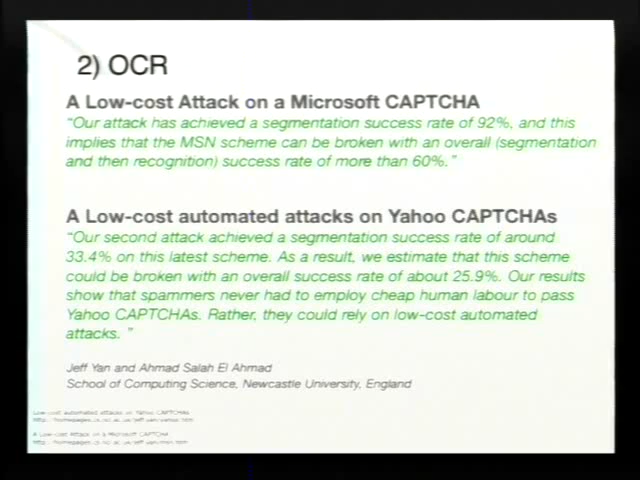 2) OCR
A Low-cost Attack on a Microsoft CAPTCHA
“Our attack has achieved a segmentation success rate of 92%, and this
implies that the MSN scheme can be broken with an overall (segmentation
and then recognition) success rate of more than 60%.”
A Low-cost automated attacks on Yahoo CAPTCHAs
“Our second attack achieved a segmentation success rate of around
33.4% on this latest scheme. As a result, we estimate that this scheme
could be broken with an overall success rate of about 25.9%. Our results
show that spammers never had to employ cheap human labour to pass
Yahoo CAPTCHAs. Rather, they could rely on low-cost automated
attacks. ”
Jeff Yan and Ahmad Salah El Ahmad
School of Computing Science, Newcastle University, England
Low-cost automated attacks on Yahoo CAPTCHAs
A Low-cost Attack on a Microsoft CAPTCHA